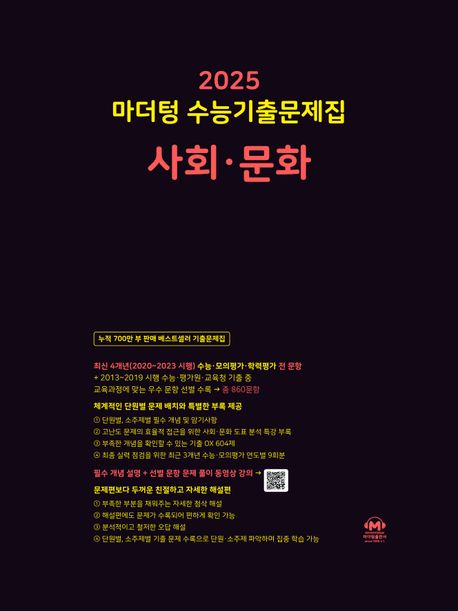 2025
마더텅 수능기출문제집
사회·문화
누적 700만 부 판매 베스트셀러 기출문제집
최신 4개년(2020~2023 시행) 수능·모의평가·학력평가 전 문항
+ 2013~2019 시행 수능·평가원·교육청 기출 중
교육과정에 맞는 우수 문항 선별 수록 → 총 860문항
체계적인 단원별 문제 배치와 특별한 부록 제공
① 단원별, 소주제별 필수 개념 및 암기사항
② 고난도 문제의 효율적 접근을 위한 사회·문화 도표 분석 특강 부록
③ 부족한 개념을 확인할 수 있는 기출 OX 604제
④ 최종 실력 점검을 위한 최근 3개년 수능·모의평가 연도별 9회분
필수 개념 설명 + 선별 문항 문제 풀이 동영상 강의 →
문제편보다 두꺼운 친절하고 자세한 해설편
① 부족한 부분을 채워주는 자세한 첨삭 해설
② 해설편에도 문제가 수록되어 편하게 확인 가능
③ 분석적이고 철저한 오답 해설
④ 단원별, 소주제별 기출 문제 수록으로 단원·소주제 파악하며 집중 학습 가능
마더텅출판사